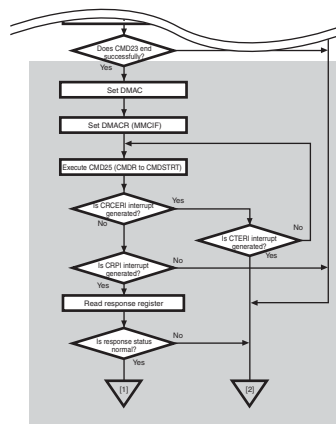 Does CMD23 end
successfully?
Yes
Set DMAC
Set DMACR (MMCIF)
Execute CMD25 (CMDR to CMDSTRT)
Is CRCERI interrupt
generated?
Yes
No
Is CTERI interrupt
generated?
No
Yes
Is CRPI interrupt
generated?
No
Yes
Read response register
Is response status
normal?
No
Yes
[1]
[2]